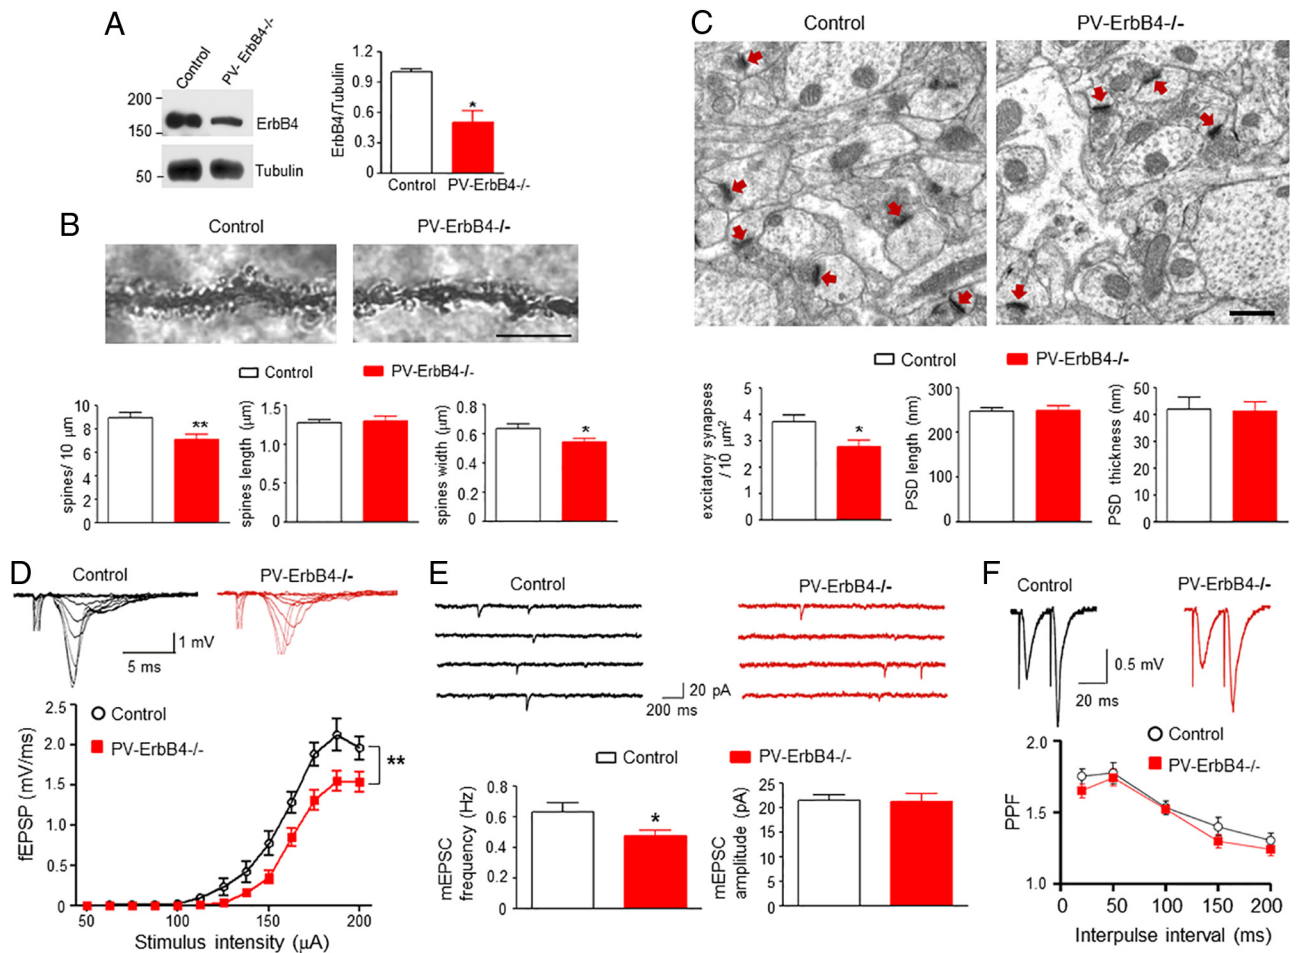 A
Control
PV- ErbB4-/-
200
150
50
ErbB4
Tubulin
ErbB4/Tubulin
1.2
0.9
0.6
0.3
0
*
Control
PV-ErbB4-/-
B
Control
PV-ErbB4-/-
Control
PV-ErbB4-/-
spines/ 10 µm
10
8
6
4
2
0
**
spines length (µm)
1.5
1.0
0.5
0
spines width (µm)
0.8
0.6
0.4
0.2
0
*
C
Control
PV-ErbB4-/-
Control
PV-ErbB4-/-
excitatory synapses
/ 10 µm2
5
4
3
2
1
0
*
PSD length (nm)
300
200
100
0
PSD thickness (nm)
50
40
30
20
10
0
D
Control
PV-ErbB4-/-
1 mV
5 ms
Control
PV-ErbB4-/-
**
fEPSP (mV/ms)
2.5
2.0
1.5
1.0
0.5
0
50
100
150
200
Stimulus intensity (µA)
E
Control
PV-ErbB4-/-
20 pA
200 ms
Control
PV-ErbB4-/-
mEPSC
frequency (Hz)
0.8
0.6
0.4
0.2
0.0
*
mEPSC
amplitude (pA)
25
20
15
10
5
0
F
Control
PV-ErbB4-/-
0.5 mV
20 ms
Control
PV-ErbB4-/-
PPF
2.0
1.5
1.0
0
50
100
150
200
Interpulse interval (ms)